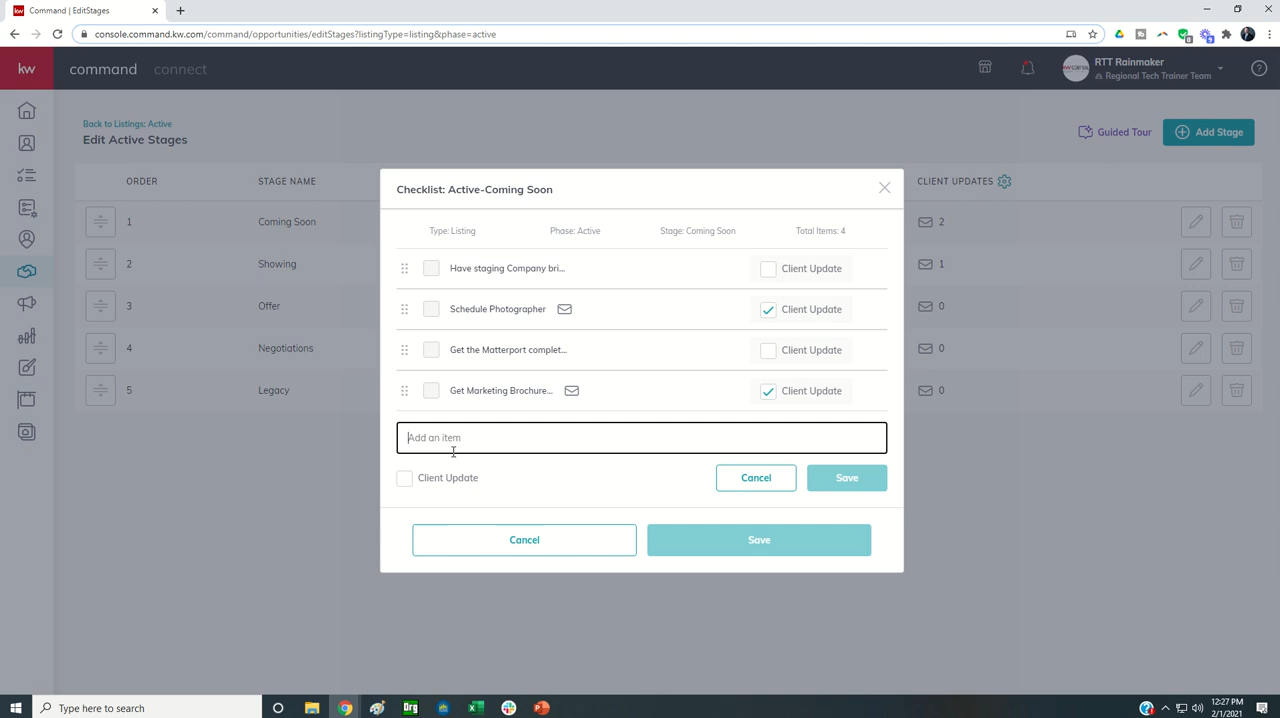 Command | EditStages
console.command.kw.com/command/opportunities/editStages?listingType=listing&phase=active
kw
command
connect
RTT Rainmaker
Regional Tech Trainer Team
Back to Listings: Active
Edit Active Stages
Guided Tour
Add Stage
ORDER
STAGE NAME
CLIENT UPDATES
1
Coming Soon
2
2
Showing
1
3
Offer
0
4
Negotiations
0
5
Legacy
0
Checklist: Active-Coming Soon
Type: Listing
Phase: Active
Stage: Coming Soon
Total Items: 4
Have staging Company bri...
Client Update
Schedule Photographer
Client Update
Get the Matterport complet...
Client Update
Get Marketing Brochure...
Client Update
Add an item
Client Update
Cancel
Save
Cancel
Save
Type here to search
12:27 PM
2/1/2021